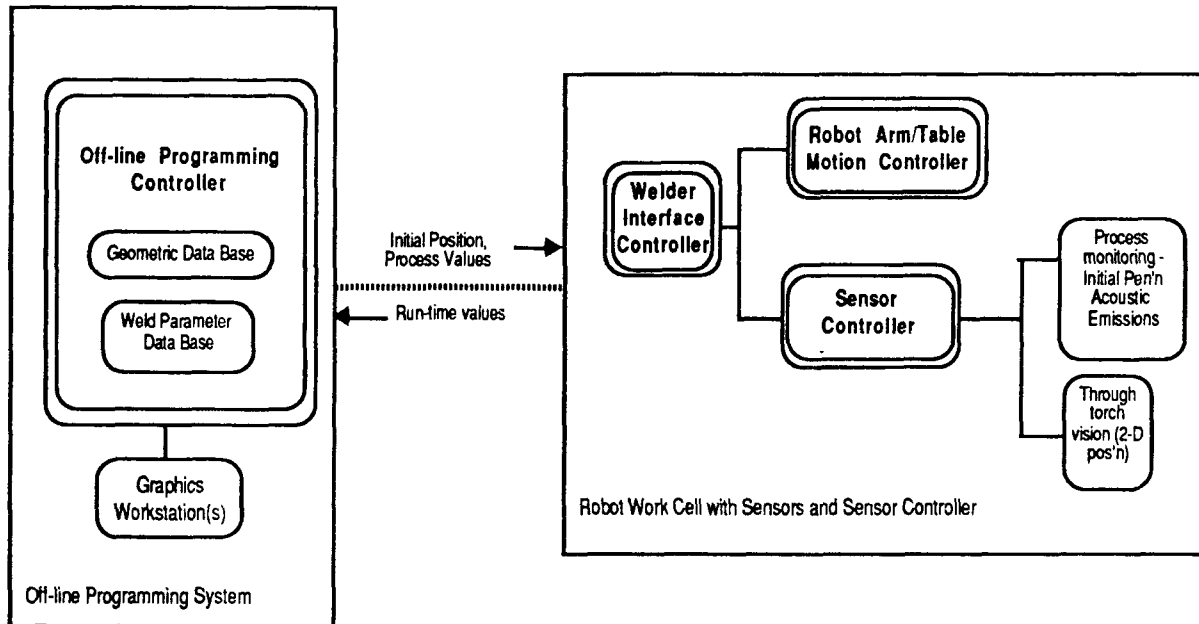 Off-line Programming
Controller
Geometric Data Base
Weld Parameter
Data Base
Graphics
Workstation(s)
Off-line Programming System
Initial Position,
Process Values
Run-time values
Welder
Interface
Controller
Robot Arm/Table
Motion Controller
Sensor
Controller
Process
monitoring -
Initial Pen'n
Acoustic
Emissions
Through
torch
vision (2-D
pos'n)
Robot Work Cell with Sensors and Sensor Controller